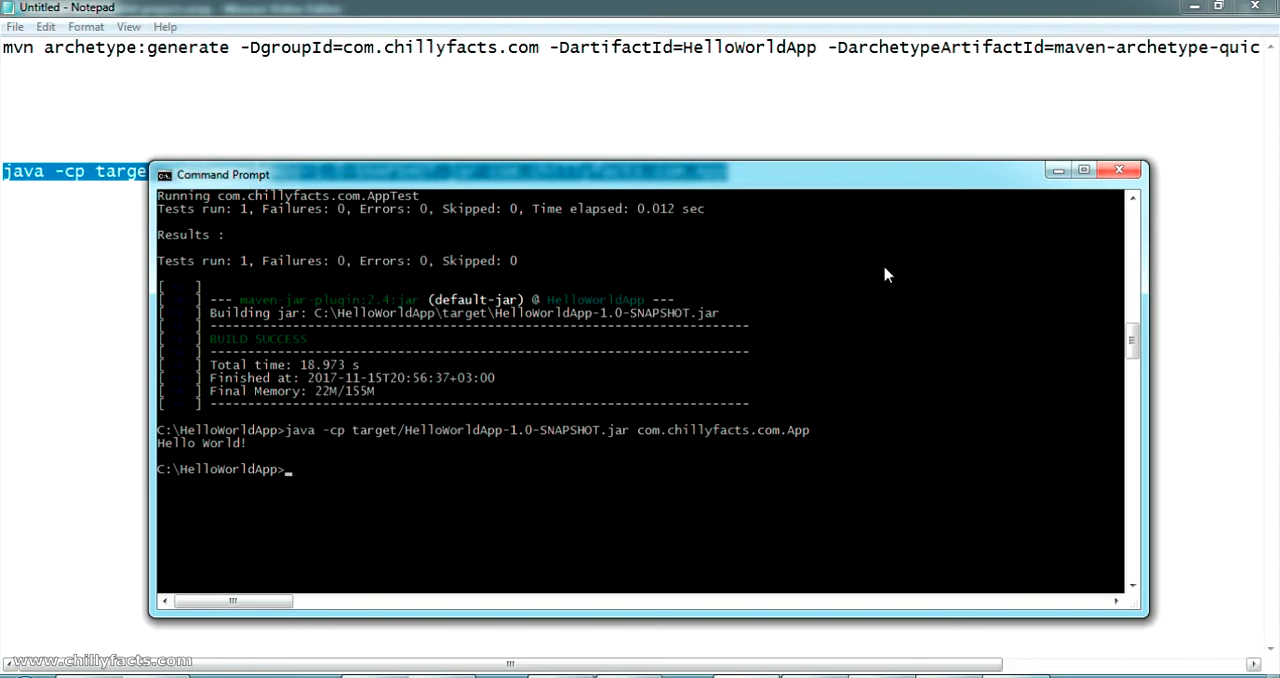 Untitled - Notepad
File Edit Format View Help
mvn archetype:generate -DgroupId=com.chillyfacts.com -DartifactId=HelloWorldApp -DarchetypeArtifactId=maven-archetype-quic
java -cp targe
Command Prompt
Running com.chillyfacts.com.AppTest
Tests run: 1, Failures: 0, Errors: 0, Skipped: 0, Time elapsed: 0.012 sec
Results :
Tests run: 1, Failures: 0, Errors: 0, Skipped: 0
[ ]
[ ] --- maven-jar-plugin:2.4:jar (default-jar) @ HelloWorldApp ---
[ ] Building jar: C:\HelloWorldApp\target\HelloWorldApp-1.0-SNAPSHOT.jar
[ ] ------------------------------------------------------------------------
[ ] BUILD SUCCESS
[ ] ------------------------------------------------------------------------
[ ] Total time: 18.973 s
[ ] Finished at: 2017-11-15T20:56:37+03:00
[ ] Final Memory: 22M/155M
[ ] ------------------------------------------------------------------------
C:\HelloWorldApp>java -cp target/HelloWorldApp-1.0-SNAPSHOT.jar com.chillyfacts.com.App
Hello World!
C:\HelloWorldApp>_
www.chillyfacts.com